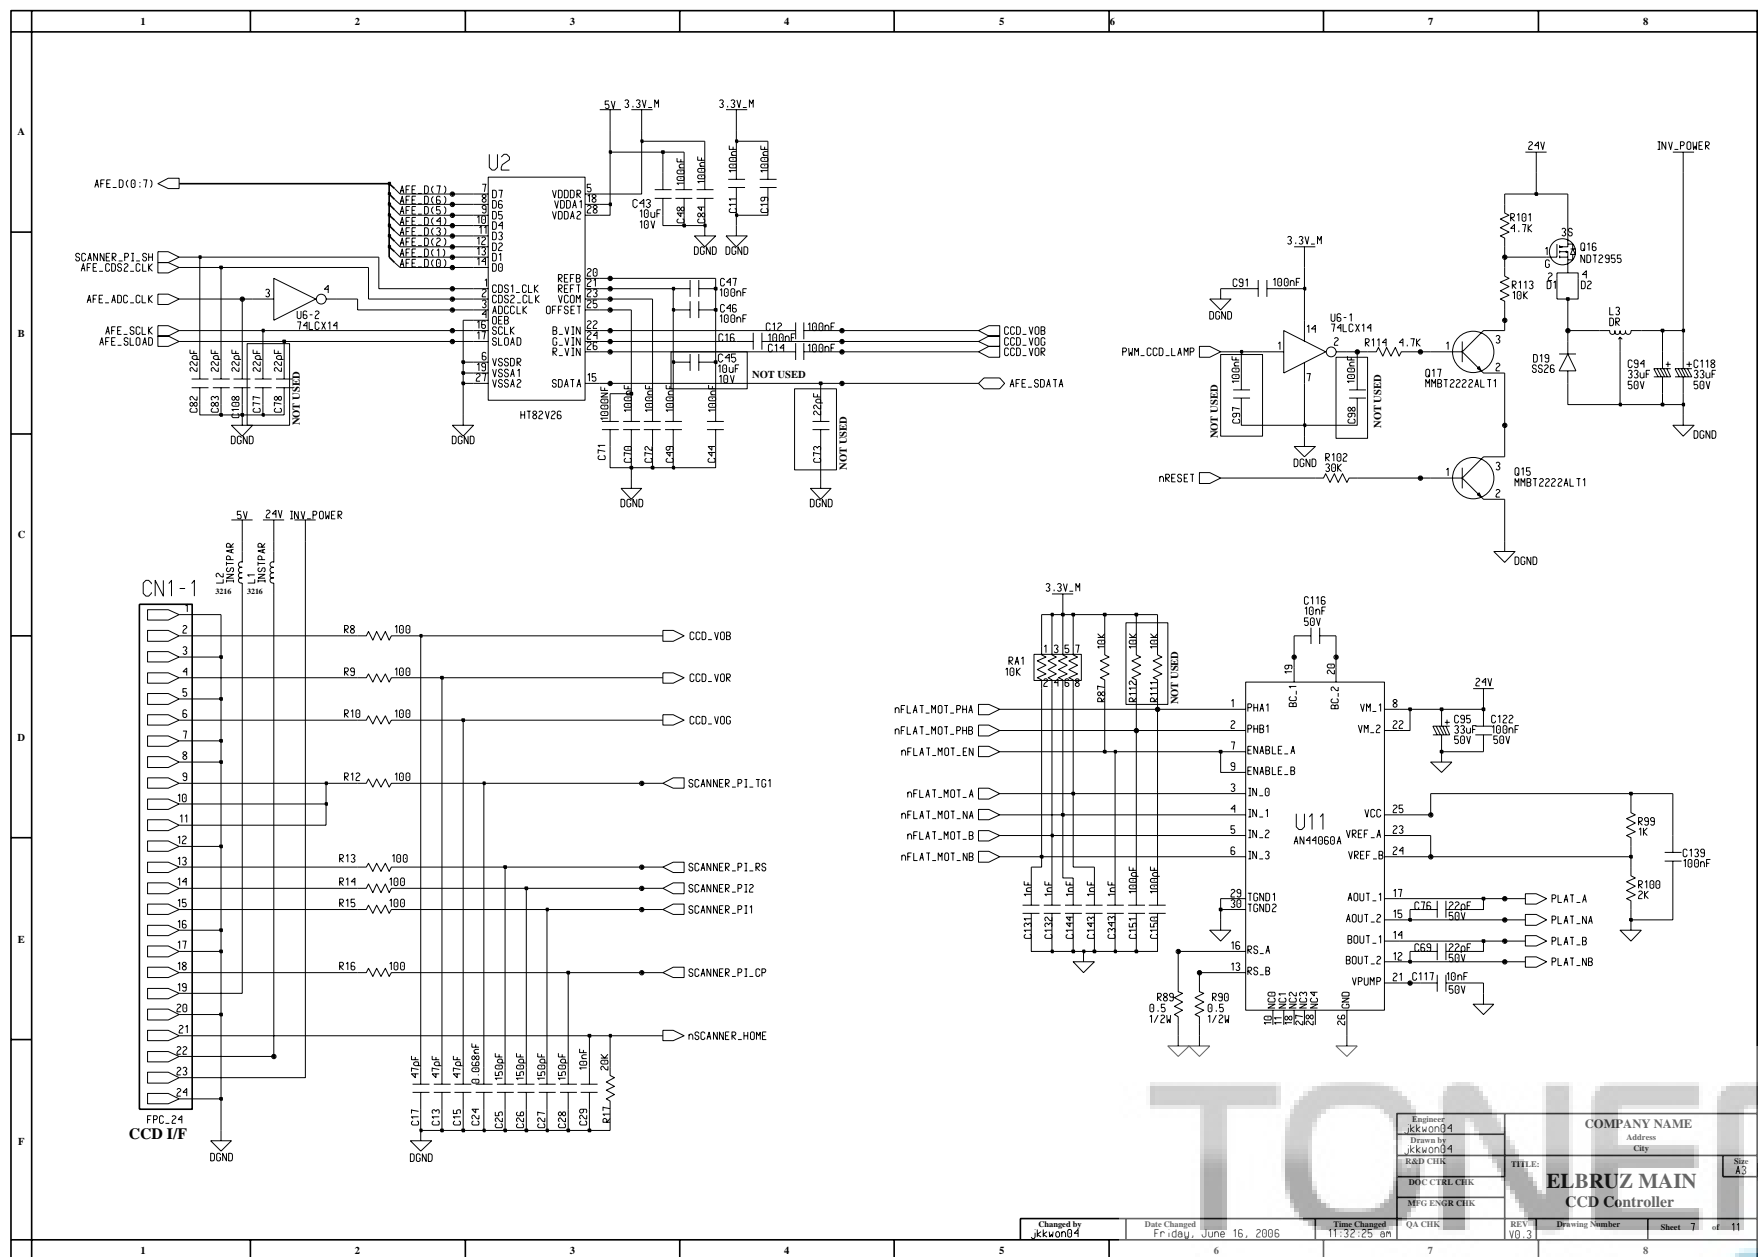 1 2 3 4 5 6 7 8
A
B
C
D
E
F
U2
AFE_D(0:7)
AFE_D(7)
AFE_D(6)
AFE_D(5)
AFE_D(4)
AFE_D(3)
AFE_D(2)
AFE_D(1)
AFE_D(0)
7 D7
8 D6
9 D5
10 D4
11 D3
12 D2
13 D1
14 D0
1 CDS1_CLK
2 CDS2_CLK
3 ADCCLK
4 OEB
16 SCLK
17 SLOAD
6 VSSDR
19 VSSA1
27 VSSA2
VDDDR 5
VDDA1 18
VDDA2 28
REFB 20
REFT 21
VCOM 23
OFFSET 25
B_VIN 22
G_VIN 24
R_VIN 26
SDATA 15
HT82V26
SCANNER_PI_SH
AFE_CDS2_CLK
AFE_ADC_CLK
AFE_SCLK
AFE_SLOAD
3 4
U6-2
74LCX14
C82 22pF
C83 22pF
C108 22pF
C77 22pF
C78 22pF
NOT USED
DGND
DGND
5V 3.3V_M 3.3V_M
C43
10uF
10V
C48 100nF
C84 100nF
C11 100nF
C19 100nF
DGND DGND
C47
100nF
C46
100nF
C12 100nF
C16 100nF
C14 100nF
C45
10uF
10V
NOT USED
CCD_VOB
CCD_VOG
CCD_VOR
AFE_SDATA
C71 1000NF
C70 100nF
C72 100nF
C49 100nF
C44 100nF
C73 22pF
NOT USED
DGND
DGND
24V
INV_POWER
R101
4.7K
3S
Q16
NDT2955
1
G
2
D1
4
D2
R113
10K
L3
DR
D19
SS26
C94
33uF
50V
C118
33uF
50V
DGND
3.3V_M
C91 100nF
DGND
U6-1
74LCX14
14
1 2
7
PWM_CCD_LAMP
C97 100nF
NOT USED
C98 100nF
NOT USED
DGND
R114 4.7K
1 3 2
Q17
MMBT2222ALT1
nRESET
R102
30K
1 3 2
Q15
MMBT2222ALT1
DGND
5V 24V INV_POWER
L2 INSTPAR
3216
L1 INSTPAR
3216
CN1-1
1
2
3
4
5
6
7
8
9
10
11
12
13
14
15
16
17
18
19
20
21
22
23
24
FPC_24
CCD I/F
DGND
R8 100 CCD_VOB
R9 100 CCD_VOR
R10 100 CCD_VOG
R12 100 SCANNER_PI_TG1
R13 100 SCANNER_PI_RS
R14 100 SCANNER_PI2
R15 100 SCANNER_PI1
R16 100 SCANNER_PI_CP
nSCANNER_HOME
C17 47pF
C13 47pF
C15 47pF
C24 0.068nF
C25 150pF
C26 150pF
C27 150pF
C28 150pF
C29 10nF
R17 20K
DGND
3.3V_M
RA1
10K
1 3 5 7
2 4 6 8
R87 10K
R112 10K
R111 10K
NOT USED
nFLAT_MOT_PHA
nFLAT_MOT_PHB
nFLAT_MOT_EN
nFLAT_MOT_A
nFLAT_MOT_NA
nFLAT_MOT_B
nFLAT_MOT_NB
C131 1nF
C132 1nF
C144 1nF
C143 1nF
C343 1nF
C151 100pF
C150 100pF
C116
10nF
50V
19 BC_1
20 BC_2
1 PHA1
2 PHB1
7 ENABLE_A
9 ENABLE_B
3 IN_0
4 IN_1
5 IN_2
6 IN_3
29 TGND1
30 TGND2
16 RS_A
13 RS_B
U11
AN44060A
VM_1 8
VM_2 22
VCC 25
VREF_A 23
VREF_B 24
AOUT_1 17
AOUT_2 15
BOUT_1 14
BOUT_2 12
VPUMP 21
10 NC0
11 NC1
18 NC2
27 NC3
28 NC4
26 GND
R89
0.5
1/2W
R90
0.5
1/2W
24V
C95
33uF
50V
C122
100nF
50V
R99
1K
R100
2K
C139
100nF
C76 22pF
50V
C69 22pF
50V
C117 10nF
50V
PLAT_A
PLAT_NA
PLAT_B
PLAT_NB
Engineer
jkkwon04
Drawn by
jkkwon04
R&D CHK
DOC CTRL CHK
MFG ENGR CHK
QA CHK
COMPANY NAME
Address
City
TITLE:
ELBRUZ MAIN
CCD Controller
Size
A3
REV
V0.3
Drawing Number
Sheet 7 of 11
Changed by
jkkwon04
Date Changed
Friday, June 16, 2006
Time Changed
11:32:25 am
1 2 3 4 5 6 7 8